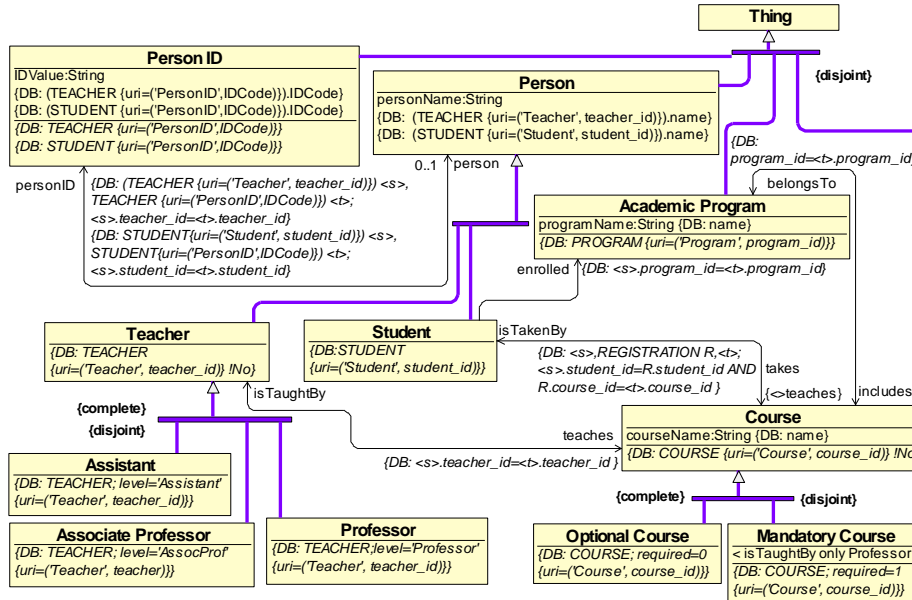 Thing
{disjoint}
Person ID
IDValue:String
{DB: (TEACHER {uri=('PersonID',IDCode)}).IDCode}
{DB: (STUDENT {uri=('PersonID',IDCode)}).IDCode}
{DB: TEACHER {uri=('PersonID',IDCode)}}
{DB: STUDENT {uri=('PersonID',IDCode)}}
Person
personName:String
{DB: (TEACHER {uri=('Teacher', teacher_id)}).name}
{DB: (STUDENT {uri=('Student', student_id)}).name}
{DB:
program_id=<t>.program_id}
personID
0..1
person
{DB: (TEACHER {uri=('Teacher', teacher_id)}) <s>,
TEACHER {uri=('PersonID',IDCode)}) <t>;
<s>.teacher_id=<t>.teacher_id}
{DB: STUDENT{uri=('Student', student_id)}) <s>,
STUDENT{uri=('PersonID',IDCode)}) <t>;
<s>.student_id=<t>.student_id}
belongsTo
Academic Program
programName:String {DB: name}
{DB: PROGRAM {uri=('Program', program_id)}}
enrolled
{DB: <s>.program_id=<t>.program_id}
Teacher
{DB: TEACHER
{uri=('Teacher', teacher_id)} !No}
Student
{DB:STUDENT
{uri=('Student', student_id)}}
isTakenBy
{DB: <s>,REGISTRATION R,<t>;
<s>.student_id=R.student_id AND
R.course_id=<t>.course_id }
takes
{<>teaches}
includes
isTaughtBy
{complete}
{disjoint}
teaches
{DB: <s>.teacher_id=<t>.teacher_id }
Course
courseName:String {DB: name}
{DB: COURSE {uri=('Course', course_id)} !No
Assistant
{DB: TEACHER; level='Assistant'
{uri=('Teacher', teacher_id)}}
Associate Professor
{DB: TEACHER; level='AssocProf'
{uri=('Teacher', teacher)}}
Professor
{DB: TEACHER;level='Professor'
{uri=('Teacher', teacher_id)}}
{complete}
{disjoint}
Optional Course
{DB: COURSE; required=0
{uri=('Course', course_id)}}
Mandatory Course
< isTaughtBy only Professor
{DB: COURSE; required=1
{uri=('Course', course_id)}}